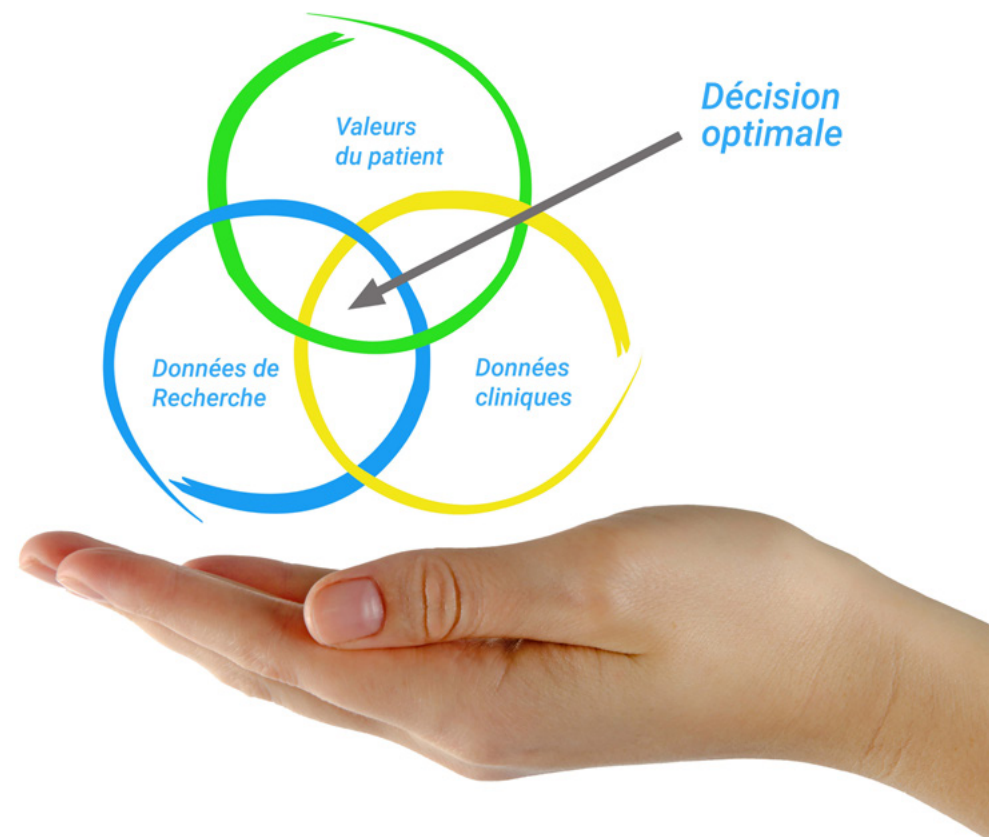 Valeurs
du patient
Décision
optimale
Données de
Recherche
Données
cliniques